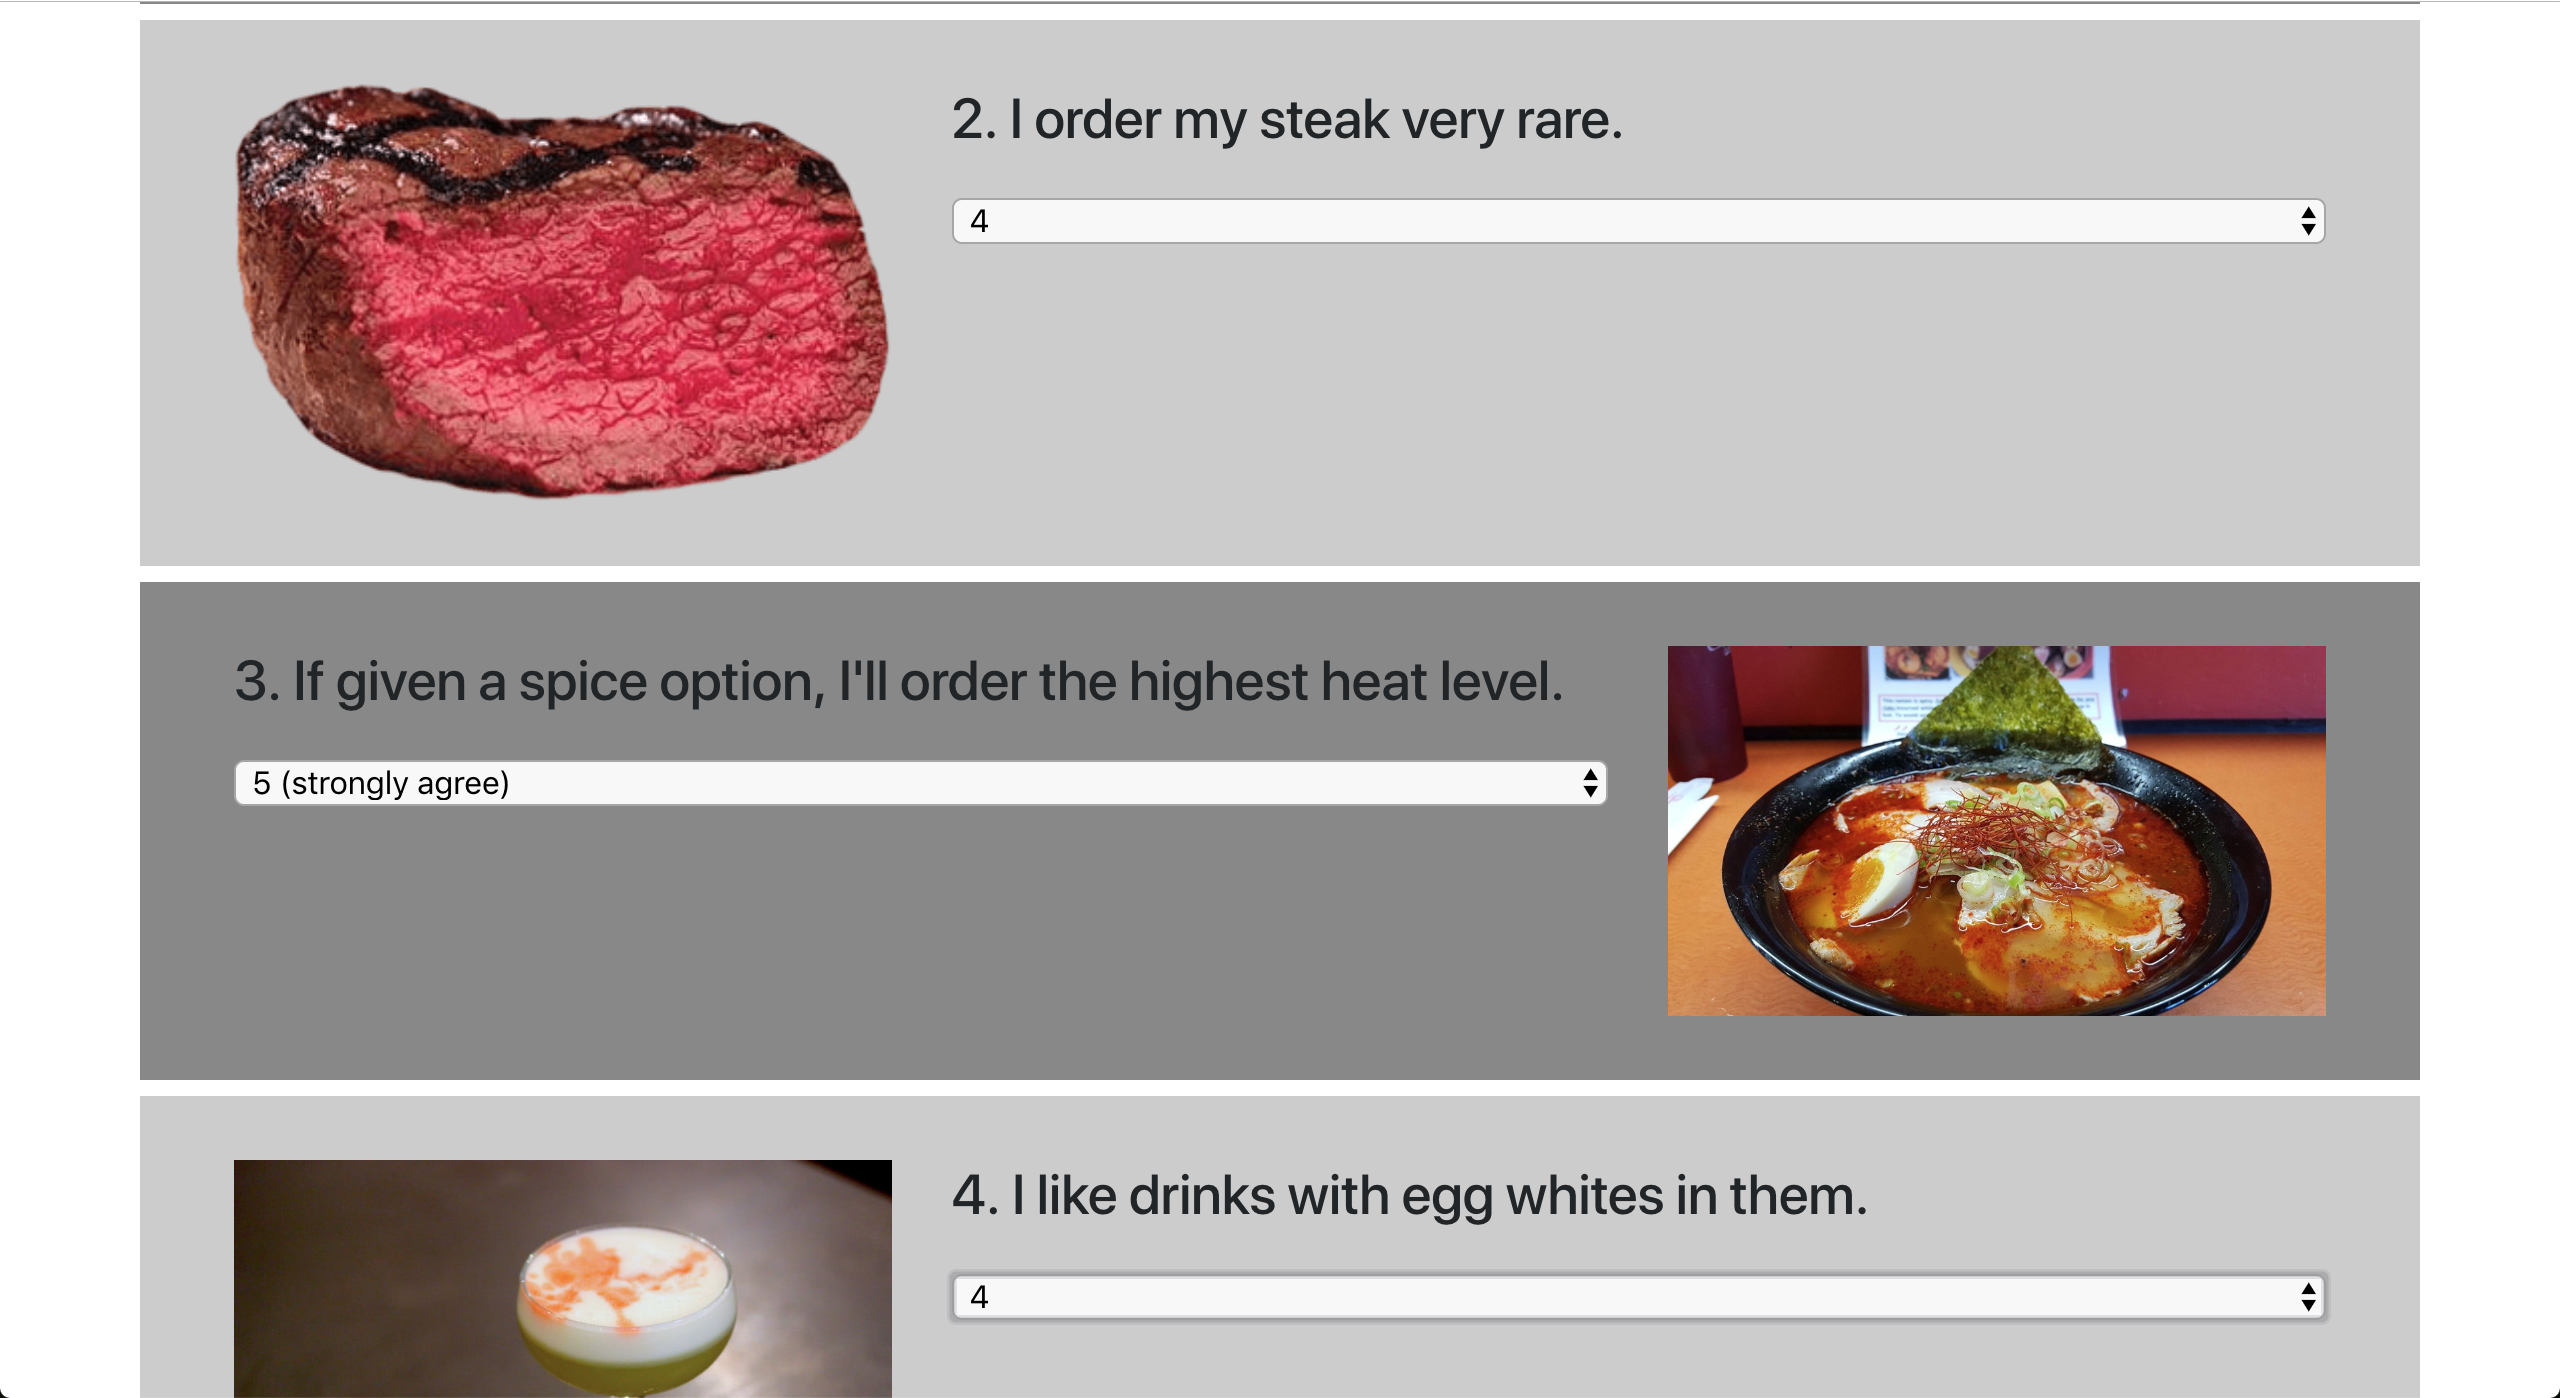 2. I order my steak very rare.
4
3. If given a spice option, I'll order the highest heat level.
5 (strongly agree)
4. I like drinks with egg whites in them.
4